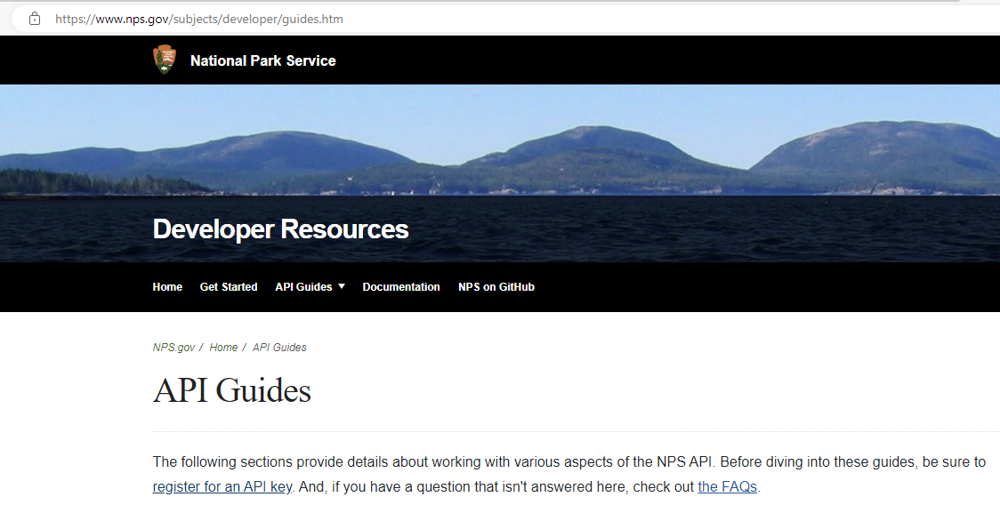 https://www.nps.gov/subjects/developer/guides.htm
National Park Service
Developer Resources
Home Get Started API Guides Documentation NPS on GitHub
NPS.gov / Home / API Guides
API Guides
The following sections provide details about working with various aspects of the NPS API. Before diving into these guides, be sure to
register for an API key. And, if you have a question that isn't answered here, check out the FAQs.